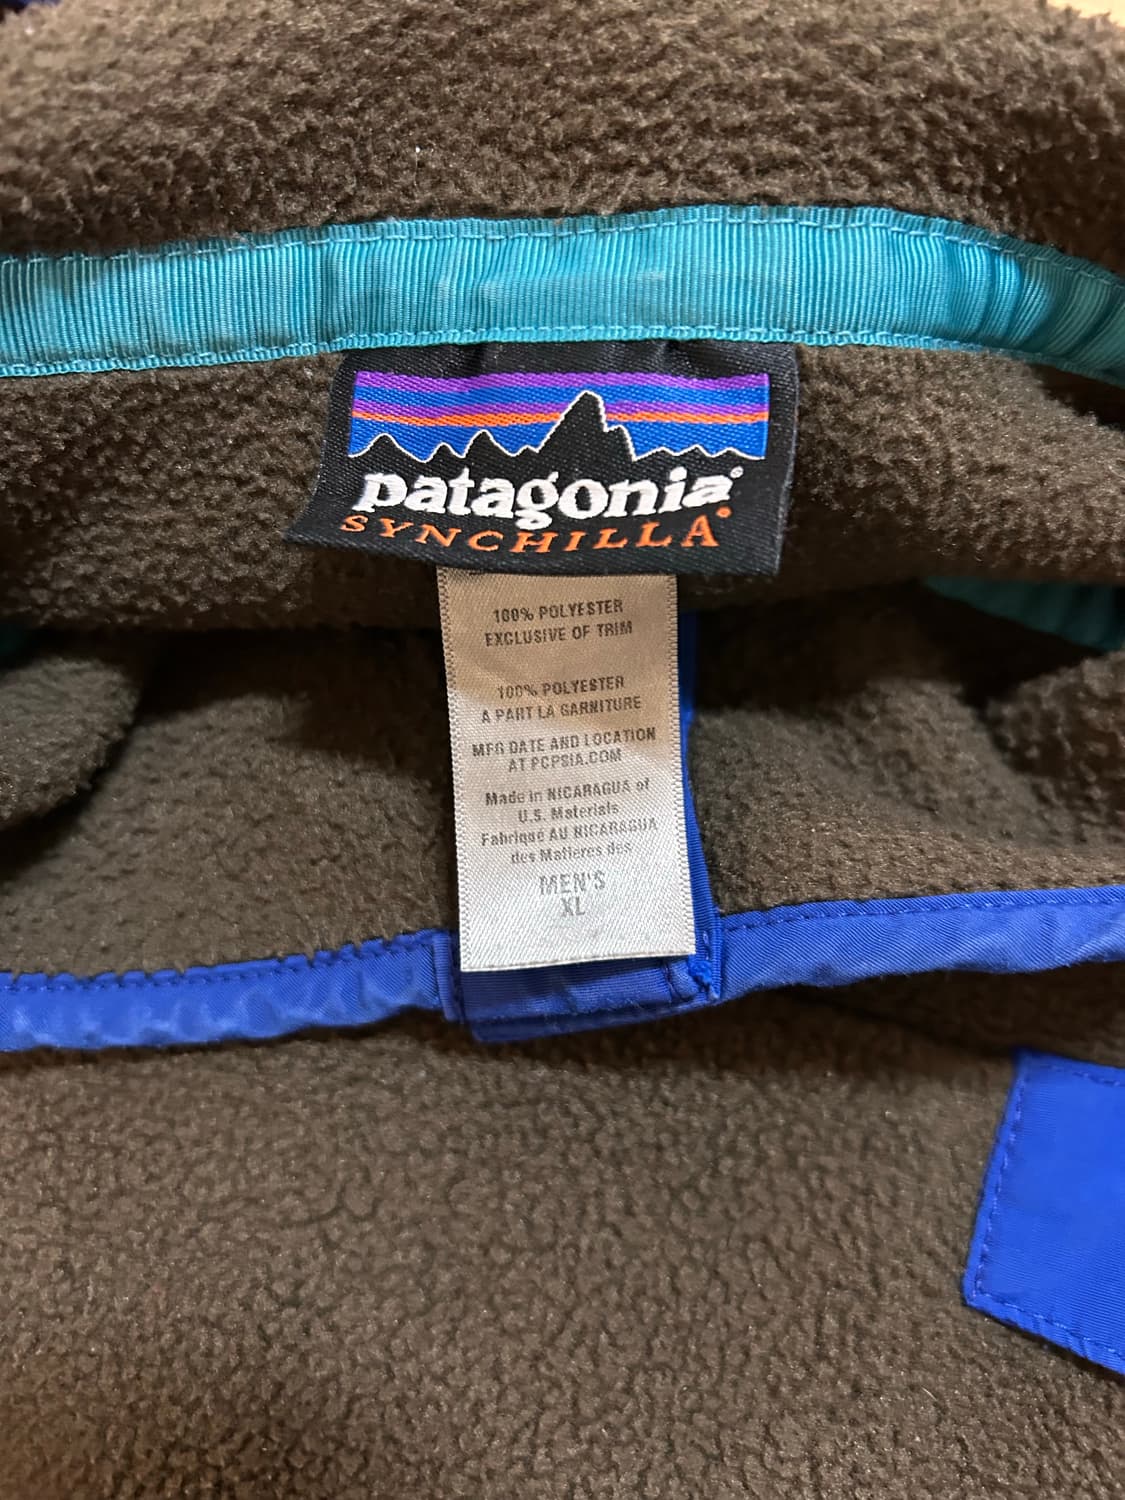 patagonia®
SYNCHILLA®
100% POLYESTER
EXCLUSIVE OF TRIM
100% POLYESTER
A PART LA GARNITURE
MFG DATE AND LOCATION
AT PCPSIA.COM
Made in NICARAGUA of
U.S. Materials
Fabriqué AU NICARAGUA
des Matieres des
MEN'S
XL